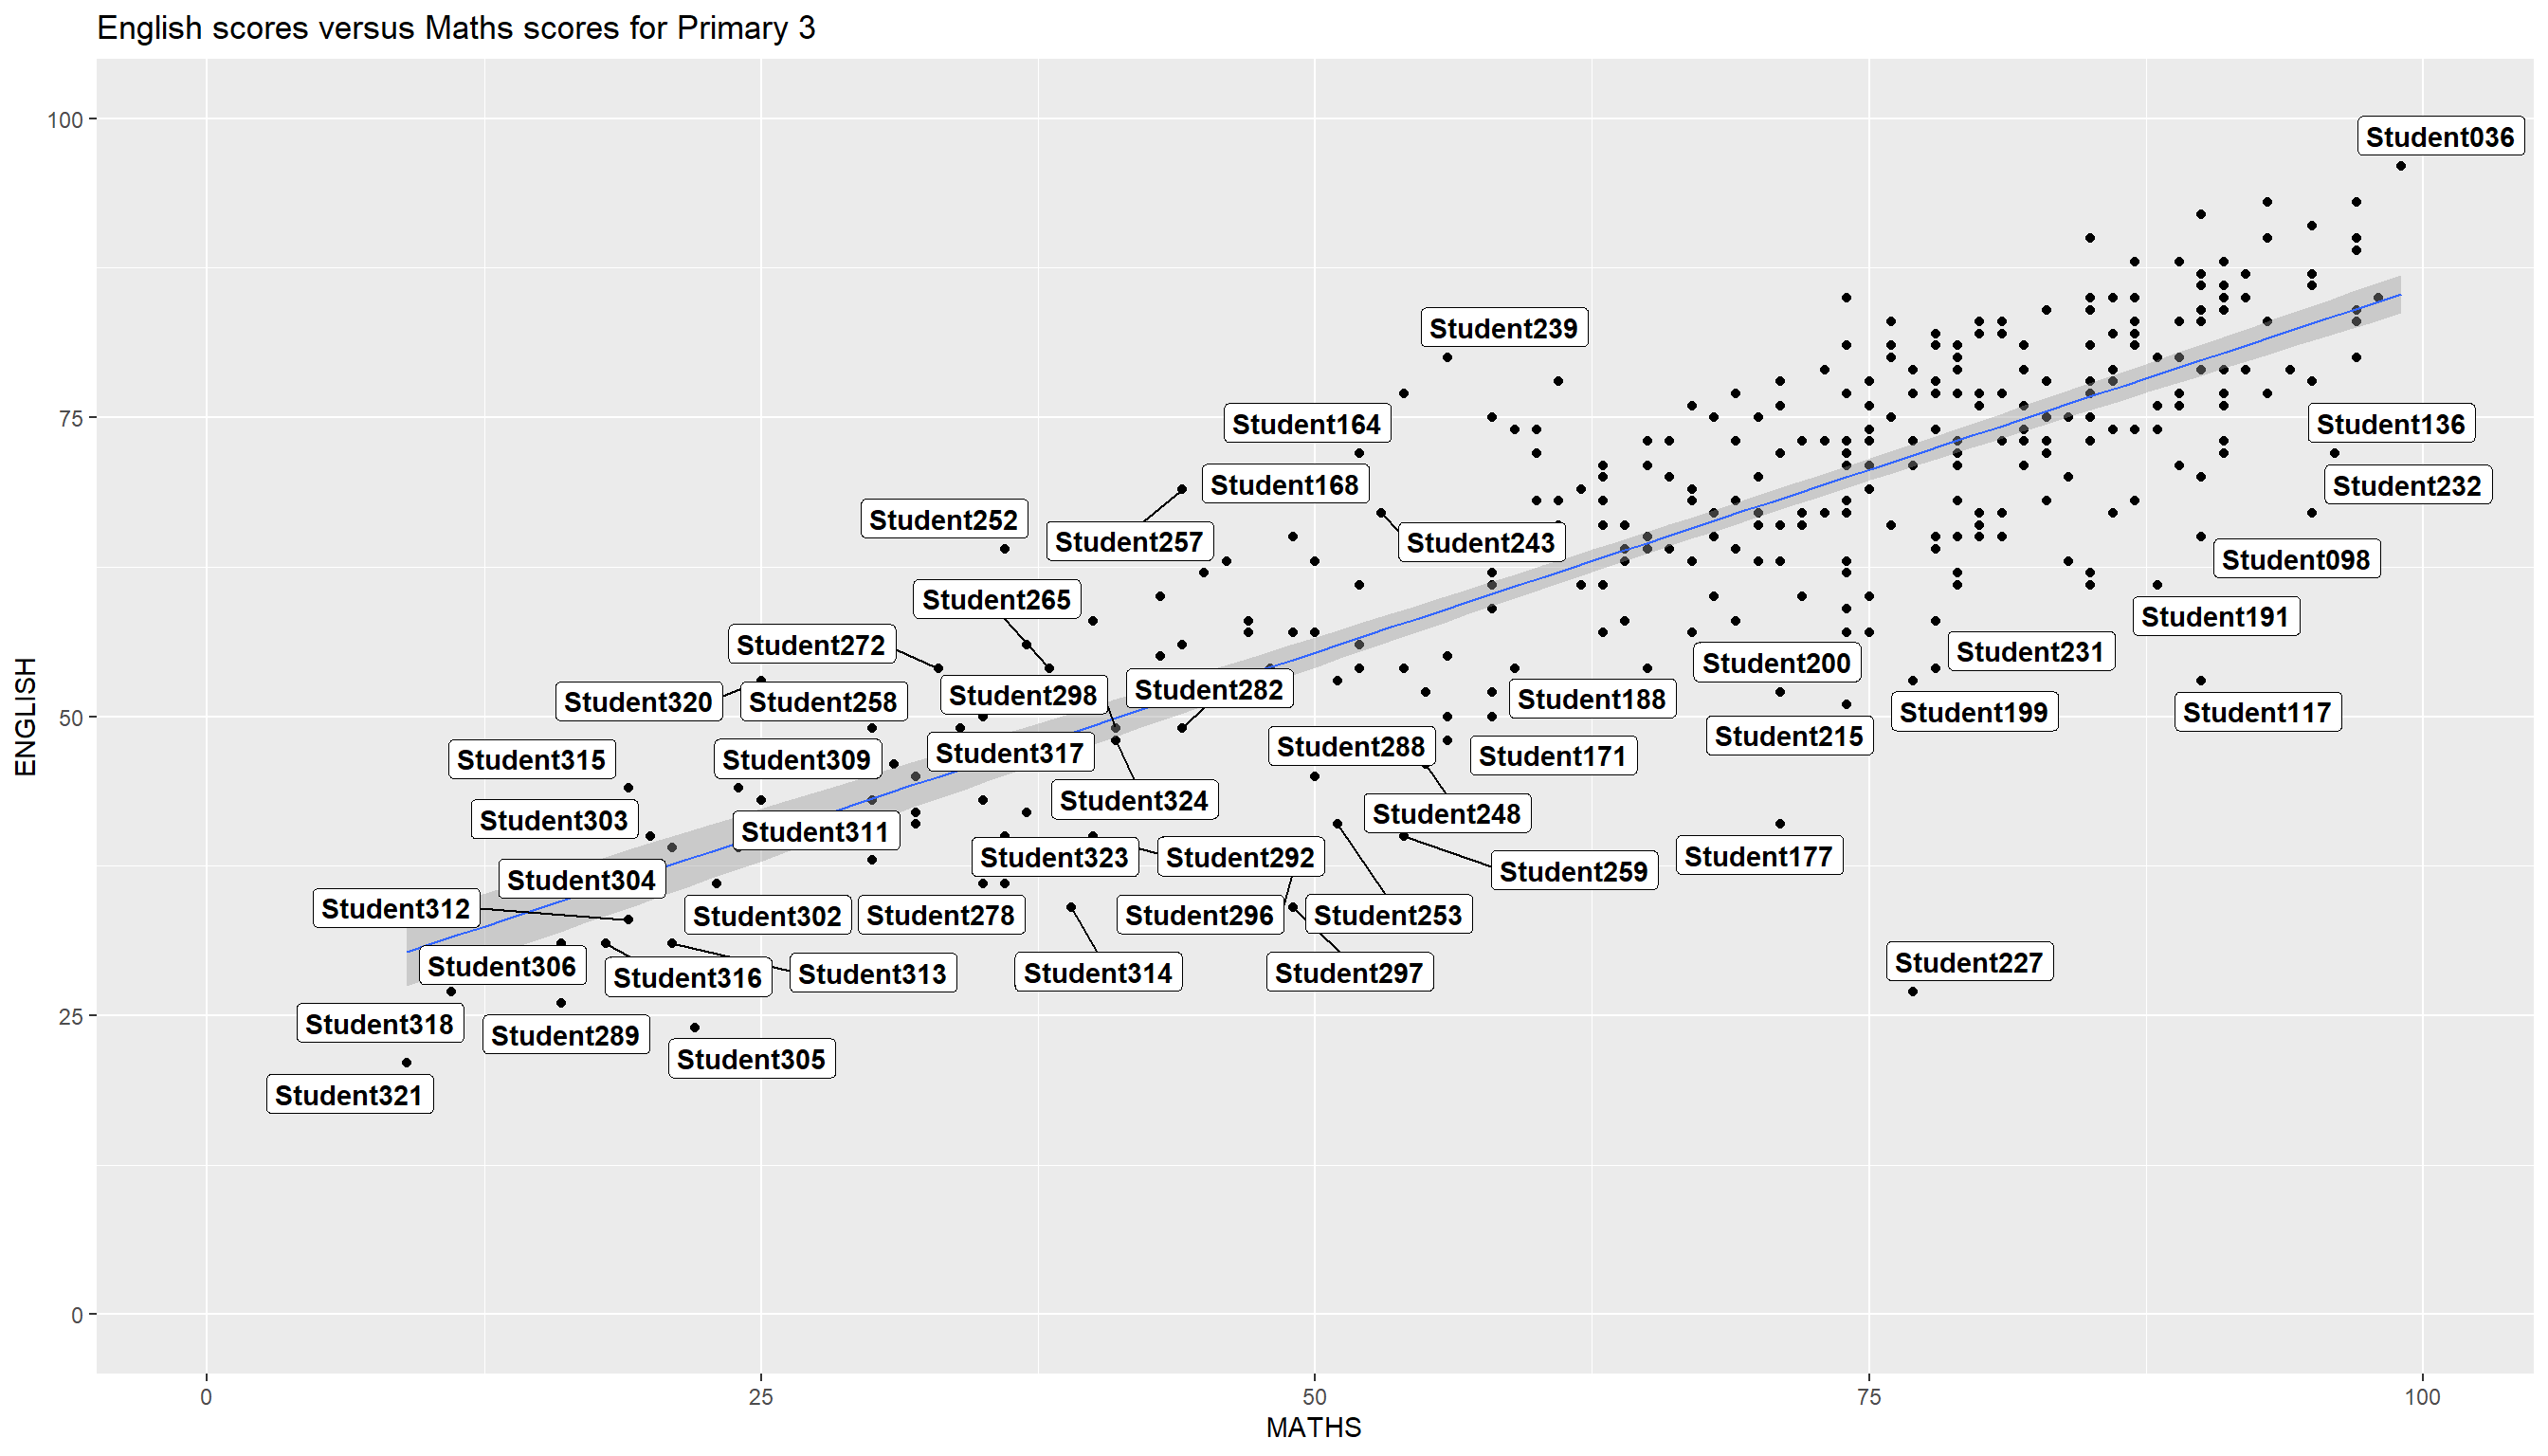 English scores versus Maths scores for Primary 3
100
Student036
Student239
75
Student164
Student136
Student168
Student232
Student252
Student257
Student243
Student098
Student265
Student191
Student272
Student231
Student200
Student298
Student282
Student320
Student258
Student188
50
Student199
Student117
Student215
Student288
Student317
Student171
Student315
Student309
Student324
Student248
Student303
Student311
Student323
Student292
Student177
Student259
Student304
Student312
Student302
Student278
Student296
Student253
Student227
Student306
Student316
Student313
Student314
Student297
25
Student318
Student289
Student305
Student321
0
ENGLISH
0
25
50
75
100
MATHS